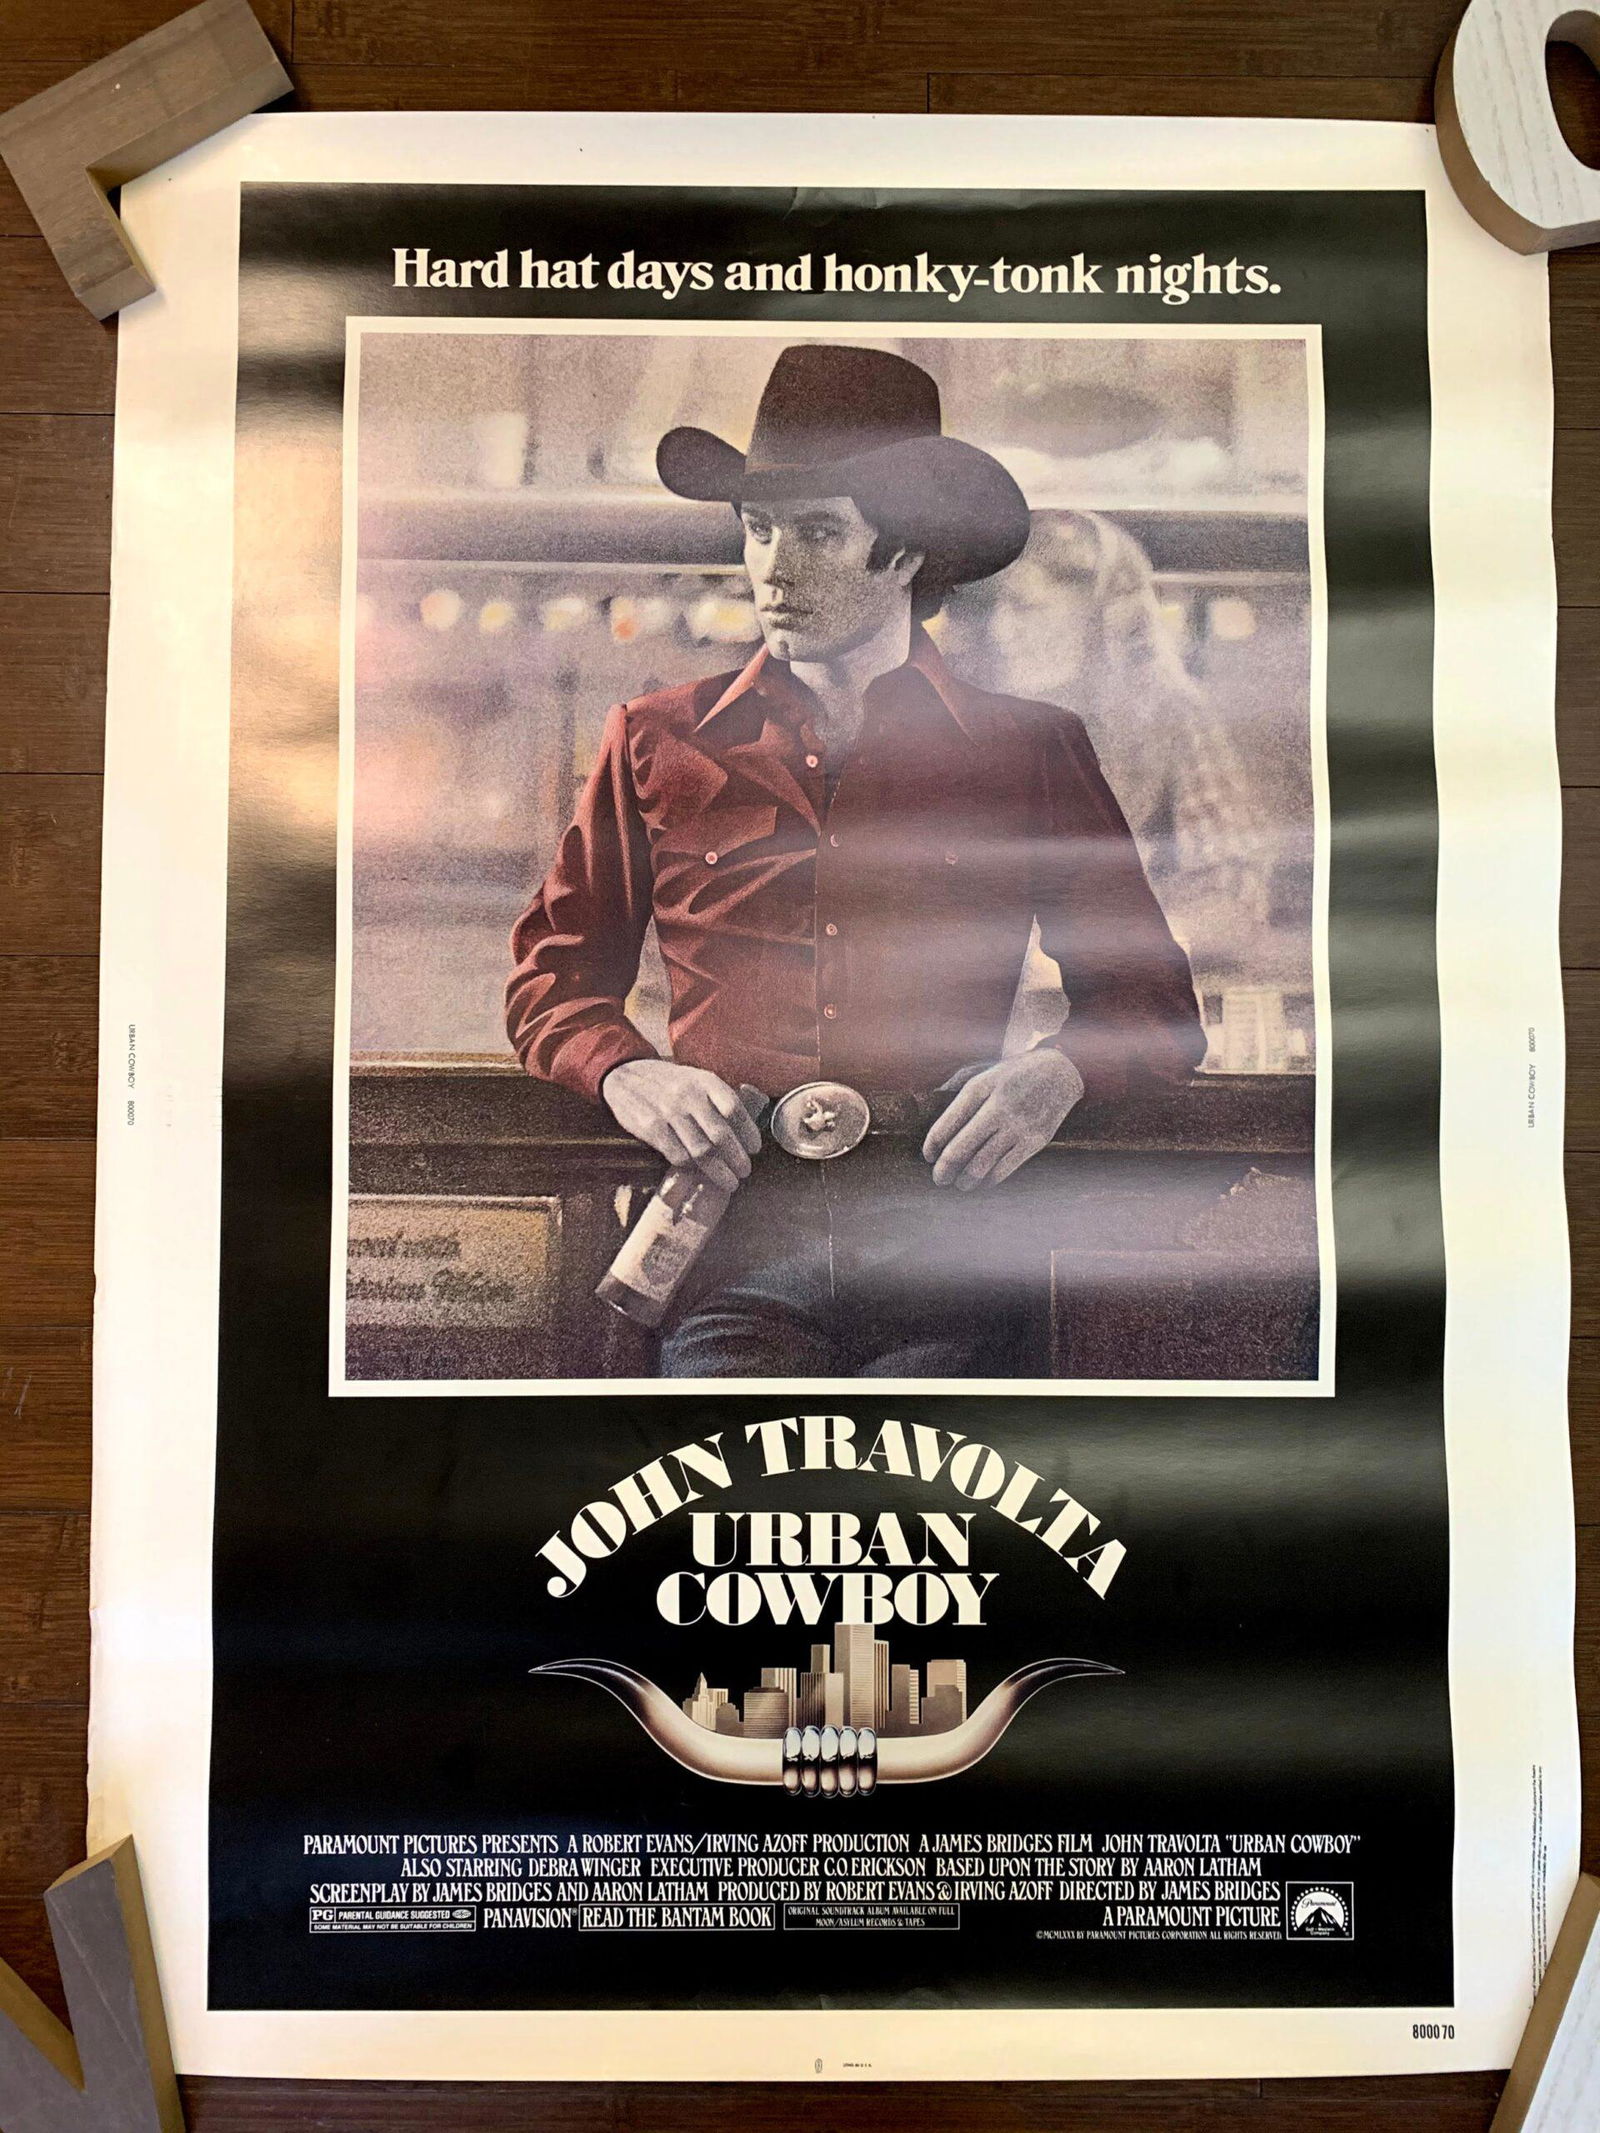 Hard hat days and honky-tonk nights.
JOHN TRAVOLTA
URBAN
COWBOY
PARAMOUNT PICTURES PRESENTS A ROBERT EVANS/IRVING AZOFF PRODUCTION A JAMES BRIDGES FILM JOHN TRAVOLTA "URBAN COWBOY"
ALSO STARRING DEBRA WINGER EXECUTIVE PRODUCER C.O. ERICKSON BASED UPON THE STORY BY AARON LATHAM
SCREENPLAY BY JAMES BRIDGES AND AARON LATHAM PRODUCED BY ROBERT EVANS & IRVING AZOFF DIRECTED BY JAMES BRIDGES
PG PARENTAL GUIDANCE SUGGESTED
SOME MATERIAL MAY NOT BE SUITABLE FOR CHILDREN
PANAVISION® READ THE BANTAM BOOK
ORIGINAL SOUNDTRACK ALBUM AVAILABLE ON FULL
MOON/ASYLUM RECORDS & TAPES
A PARAMOUNT PICTURE
©MCMLXXX BY PARAMOUNT PICTURES CORPORATION ALL RIGHTS RESERVED
Paramount
Gulf + Western
Company
URBAN COWBOY 800070
URBAN COWBOY 800070
800070